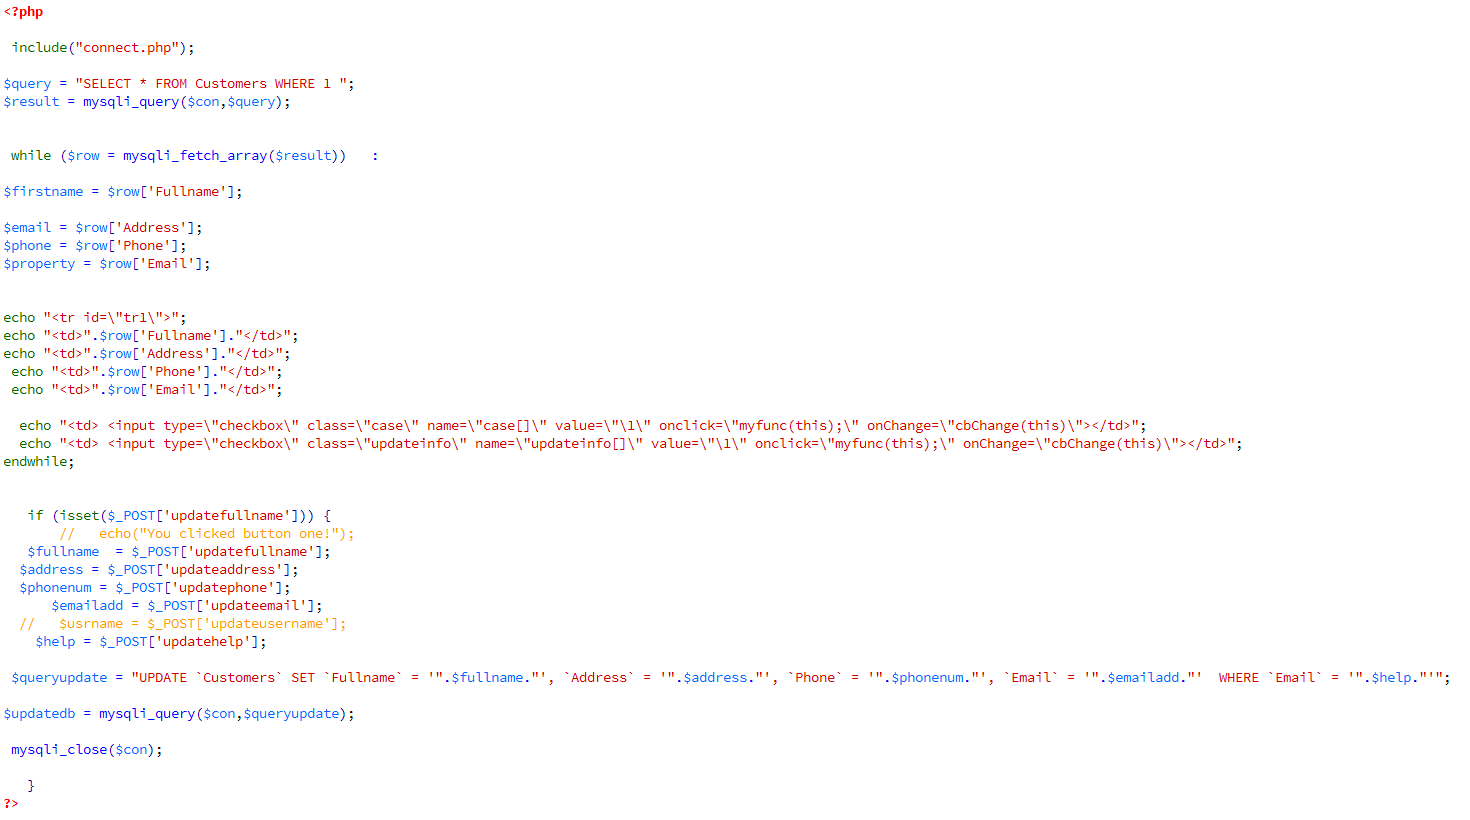 <?php
include("connect.php");
$query = "SELECT * FROM Customers WHERE 1 ";
$result = mysqli_query($con,$query);
while ($row = mysqli_fetch_array($result))   :
$firstname = $row['Fullname'];
$email = $row['Address'];
$phone = $row['Phone'];
$property = $row['Email'];
echo "<tr id=\"tr1\">";
echo "<td>".$row['Fullname']."</td>";
echo "<td>".$row['Address']."</td>";
echo "<td>".$row['Phone']."</td>";
echo "<td>".$row['Email']."</td>";
echo "<td> <input type=\"checkbox\" class=\"case\" name=\"case[]\" value=\"\1\" onclick=\"myfunc(this);\" onChange=\"cbChange(this)\"></td>";
echo "<td> <input type=\"checkbox\" class=\"updateinfo\" name=\"updateinfo[]\" value=\"\1\" onclick=\"myfunc(this);\" onChange=\"cbChange(this)\"></td>";
endwhile;
if (isset($_POST['updatefullname'])) {
//   echo("You clicked button one!");
$fullname  = $_POST['updatefullname'];
$address = $_POST['updateaddress'];
$phonenum = $_POST['updatephone'];
$emailadd = $_POST['updateemail'];
//   $usrname = $_POST['updateusername'];
$help = $_POST['updatehelp'];
$queryupdate = "UPDATE `Customers` SET `Fullname` = '".$fullname."', `Address` = '".$address."', `Phone` = '".$phonenum."', `Email` = '".$emailadd."'  WHERE `Email` = '".$help."'";
$updatedb = mysqli_query($con,$queryupdate);
mysqli_close($con);
}
?>